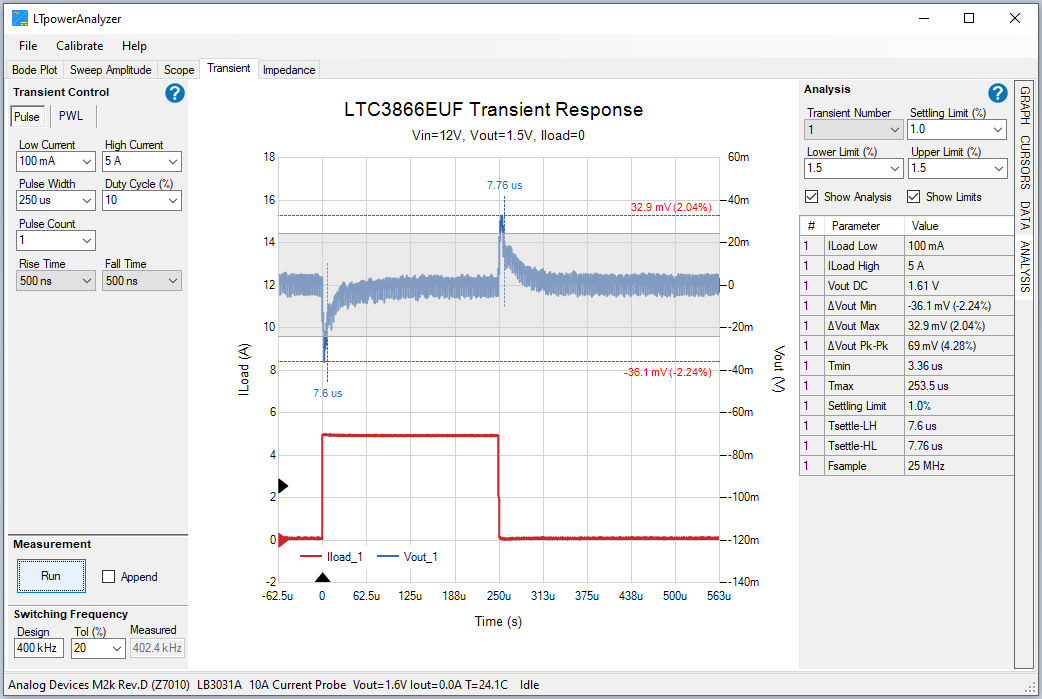 LTpowerAnalyzer
File Calibrate Help
Bode Plot Sweep Amplitude Scope Transient Impedance
Transient Control ?
Pulse PWL
Low Current High Current
100 mA 5 A
Pulse Width Duty Cycle (%)
250 us 10
Pulse Count
1
Rise Time Fall Time
500 ns 500 ns
Measurement
Run Append
Switching Frequency
Design Tol (%) Measured
400 kHz 20 402.4 kHz
LTC3866EUF Transient Response
Vin=12V, Vout=1.5V, Iload=0
18 60m
7.76 us
16 40m
32.9 mV (2.04%)
14 20m
12 0
10 -20m
ILoad (A) Vout (V)
8 -40m
-36.1 mV (-2.24%)
7.6 us
6 -60m
4 -80m
2 -100m
0 -120m
Iload_1 Vout_1
-2 -140m
-62.5u 0 62.5u 125u 188u 250u 313u 375u 438u 500u 563u
Time (s)
Analysis ?
Transient Number Settling Limit (%)
1 1.0
Lower Limit (%) Upper Limit (%)
1.5 1.5
Show Analysis Show Limits
# Parameter Value
1 ILoad Low 100 mA
1 ILoad High 5 A
1 Vout DC 1.61 V
1 ΔVout Min -36.1 mV (-2.24%)
1 ΔVout Max 32.9 mV (2.04%)
1 ΔVout Pk-Pk 69 mV (4.28%)
1 Tmin 3.36 us
1 Tmax 253.5 us
1 Settling Limit 1.0%
1 Tsettle-LH 7.6 us
1 Tsettle-HL 7.76 us
1 Fsample 25 MHz
GRAPH CURSORS DATA ANALYSIS
Analog Devices M2k Rev.D (Z7010) LB3031A 10A Current Probe Vout=1.6V Iout=0.0A T=24.1C Idle